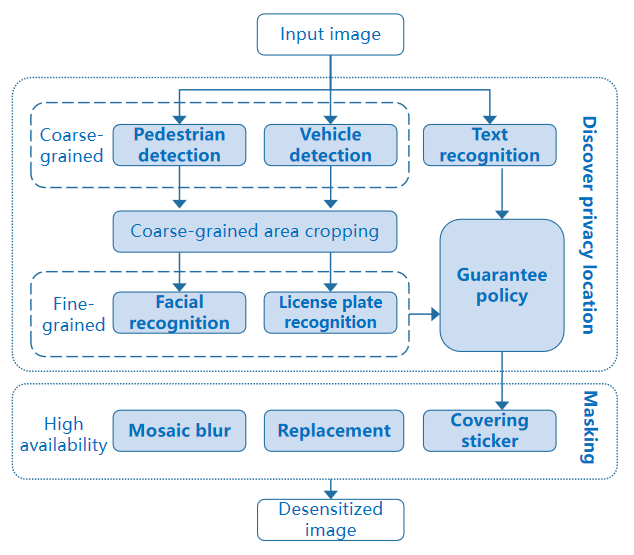 Input image
Coarse-
grained
Pedestrian
detection
Vehicle
detection
Text
recognition
Discover privacy location
Coarse-grained area cropping
Guarantee
policy
Fine-
grained
Facial
recognition
License plate
recognition
High
availability
Mosaic blur
Replacement
Covering
sticker
Masking
Desensitized
image